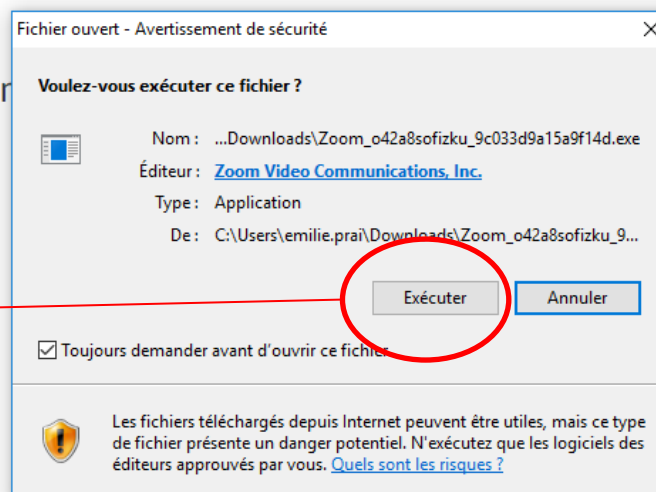 Fichier ouvert - Avertissement de sécurité
Voulez-vous exécuter ce fichier ?
Nom : ...Downloads\Zoom_o42a8sofizku_9c033d9a15a9f14d.exe
Éditeur : Zoom Video Communications, Inc.
Type : Application
De : C:\Users\emilie.prai\Downloads\Zoom_o42a8sofizku_9...
Exécuter Annuler
Toujours demander avant d'ouvrir ce fichier
Les fichiers téléchargés depuis Internet peuvent être utiles, mais ce type
de fichier présente un danger potentiel. N'exécutez que les logiciels des
éditeurs approuvés par vous. Quels sont les risques ?